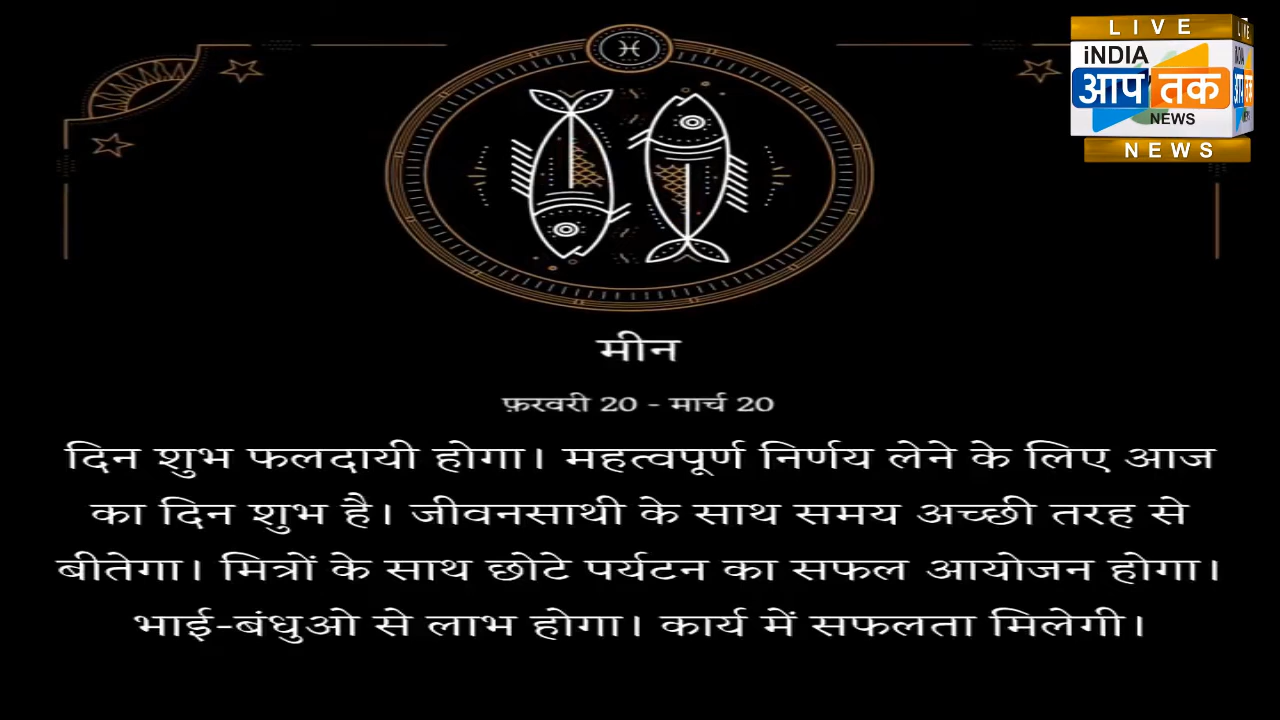 LIVE
iNDIA
आप तक
NEWS
NEWS
मीन
फ़रवरी 20 - मार्च 20
दिन शुभ फलदायी होगा। महत्वपूर्ण निर्णय लेने के लिए आज
का दिन शुभ है। जीवनसाथी के साथ समय अच्छी तरह से
बीतेगा। मित्रों के साथ छोटे पर्यटन का सफल आयोजन होगा।
भाई-बंधुओ से लाभ होगा। कार्य में सफलता मिलेगी।